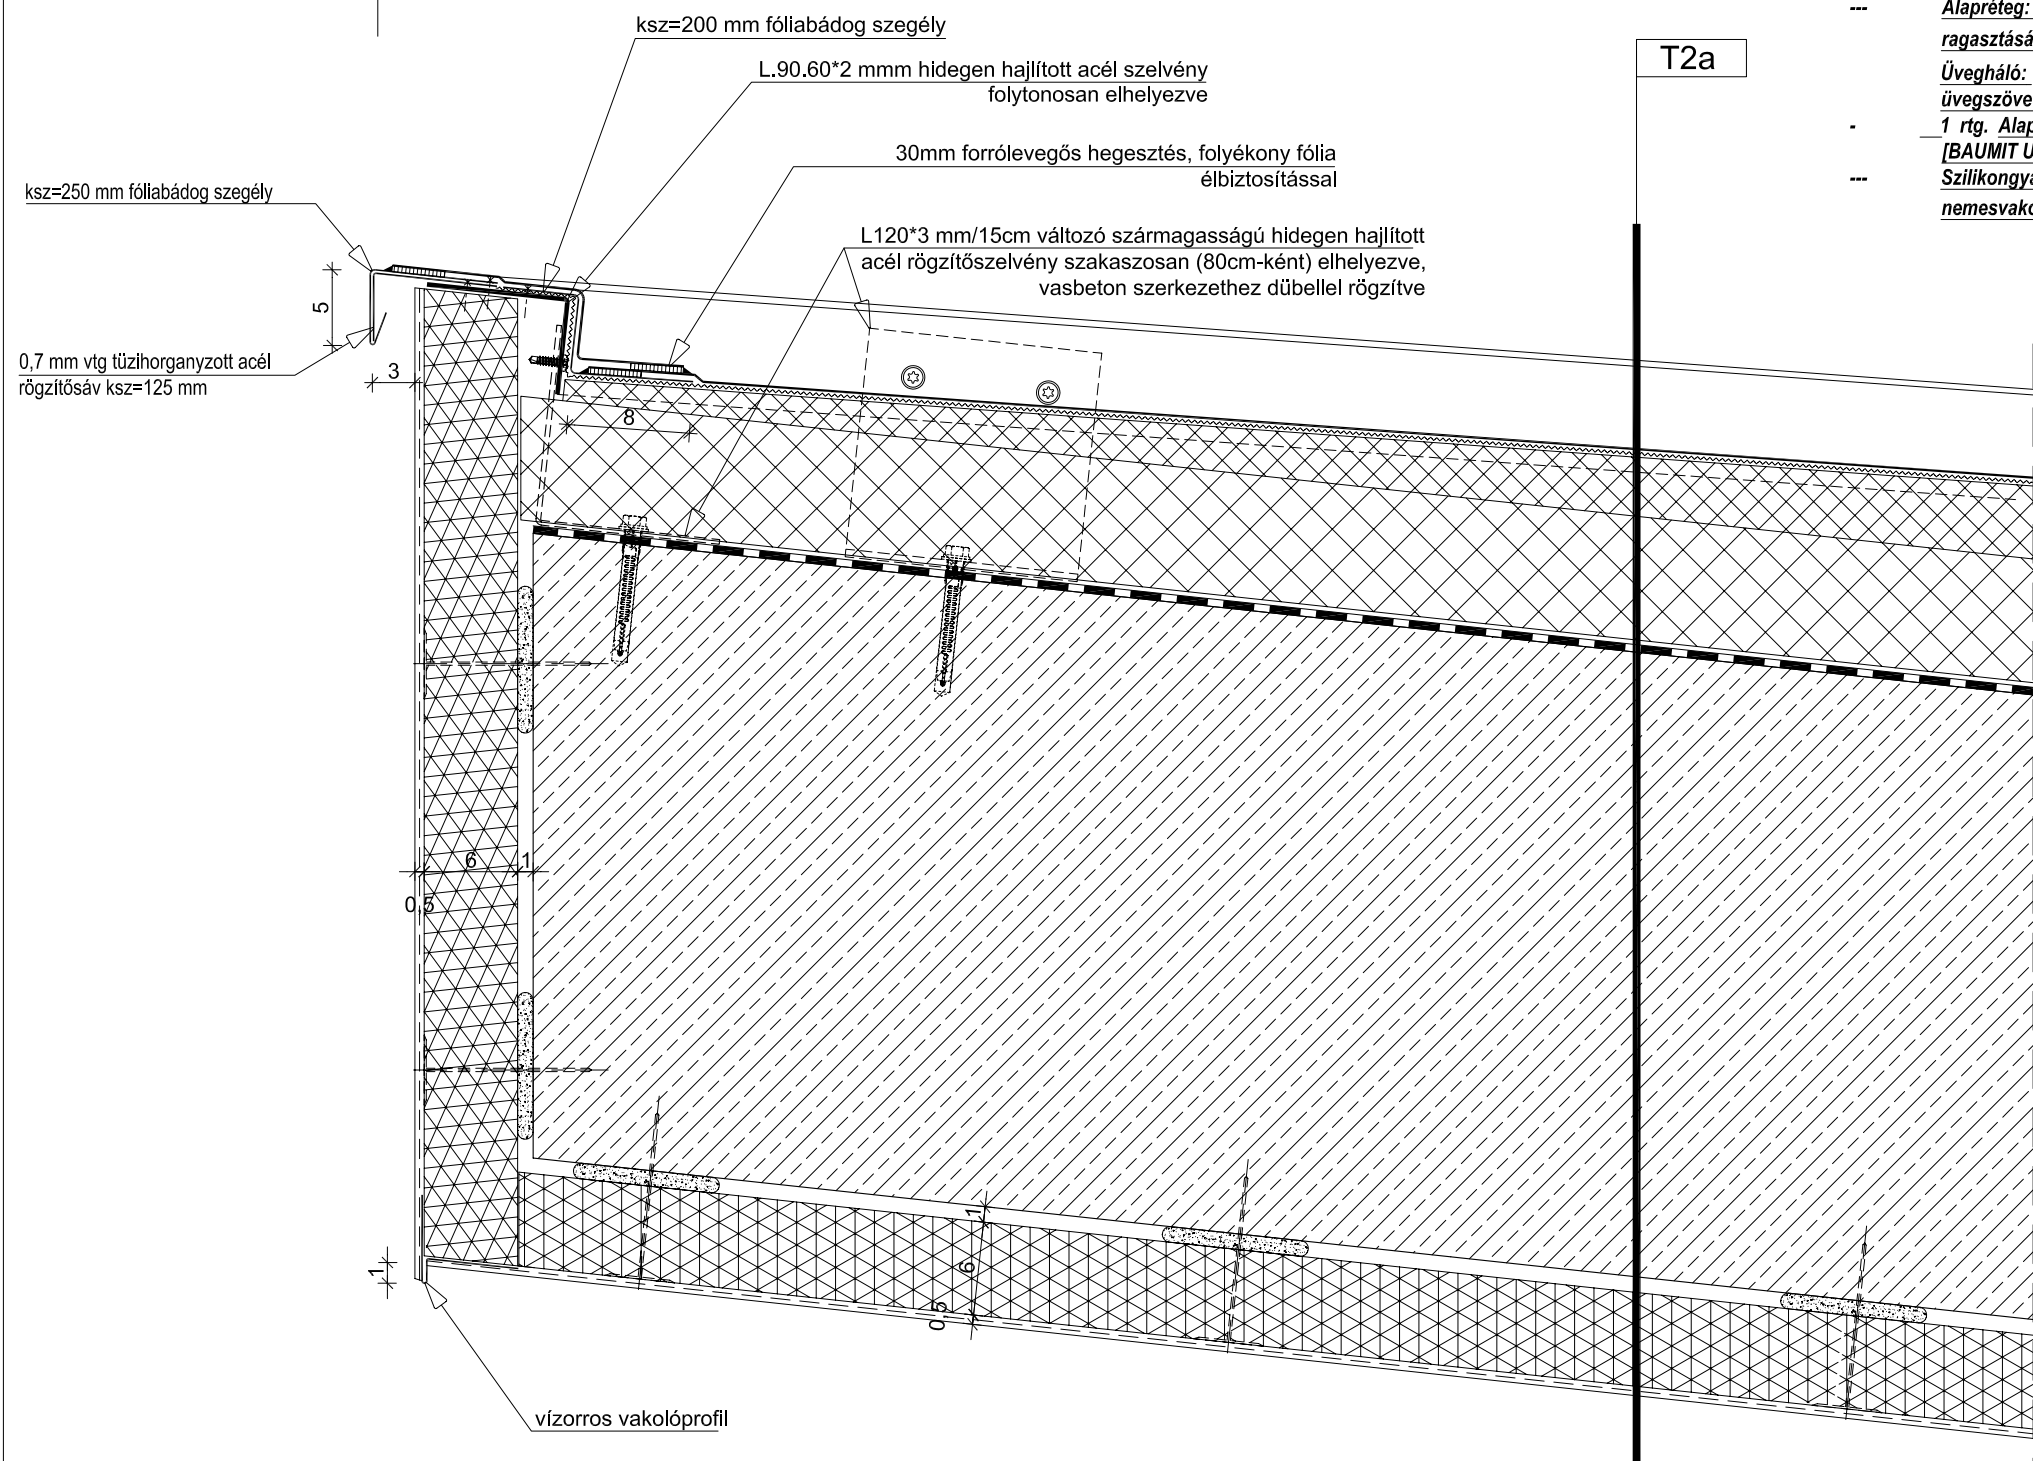 ksz=200 mm fóliabádog szegély
L.90.60*2 mmm hidegen hajlított acél szelvény
folytonosan elhelyezve
30mm forrólevegős hegesztés, folyékony fólia
élbiztosítással
ksz=250 mm fóliabádog szegély
L120*3 mm/15cm változó szármagasságú hidegen hajlított
acél rögzítőszelvény szakaszosan (80cm-ként) elhelyezve,
vasbeton szerkezethez dübellel rögzítve
0,7 mm vtg tüzihorganyzott acél
rögzítősáv ksz=125 mm
T2a
--- Alapréteg:
ragasztásá
Üvegháló:
üvegszöve
- 1 rtg. Alap
[BAUMIT U
--- Szilikongya
nemesvako
5
3
8
6
1
0,5
1
6
0,5
1
vízorros vakolóprofil